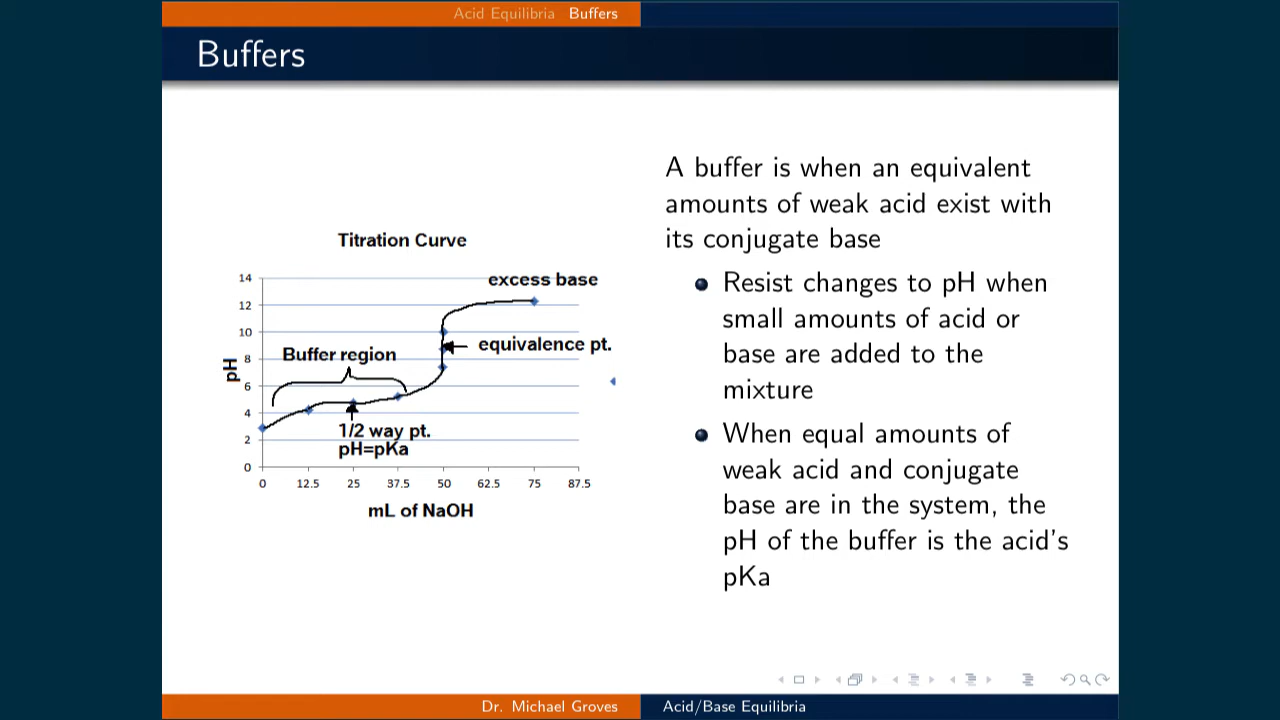 Acid Equilibria Buffers
Buffers
A buffer is when an equivalent
amounts of weak acid exist with
its conjugate base
Resist changes to pH when
small amounts of acid or
base are added to the
mixture
When equal amounts of
weak acid and conjugate
base are in the system, the
pH of the buffer is the acid's
pKa
Titration Curve
14
12
10
8
6
4
2
0
pH
excess base
equivalence pt.
Buffer region
1/2 way pt.
pH=pKa
0 12.5 25 37.5 50 62.5 75 87.5
mL of NaOH
Dr. Michael Groves
Acid/Base Equilibria